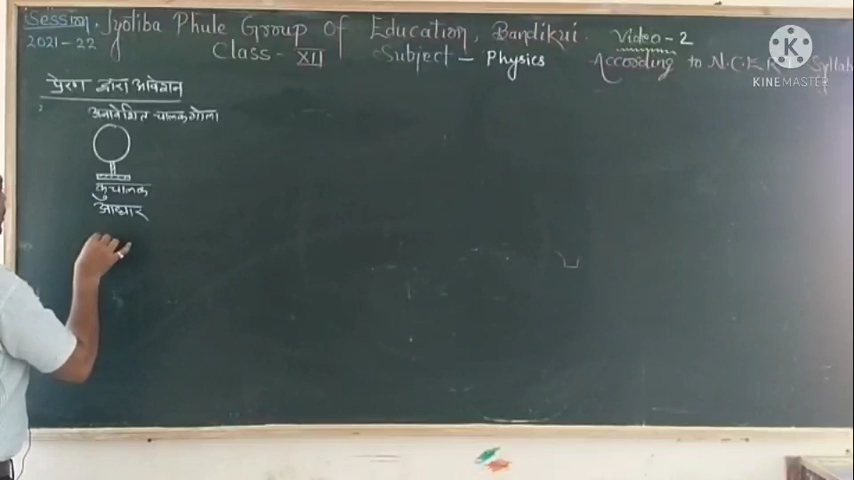 Session. Jyotiba Phule Group of Education, Bandikui. Video-2
2021-22 Class- XII Subject - Physics According to N.C.E.R.T Syllab
KINEMASTER
प्रेरण द्वारा आवेशन
अनावेशित चालक गोला
कुचालक
आधार